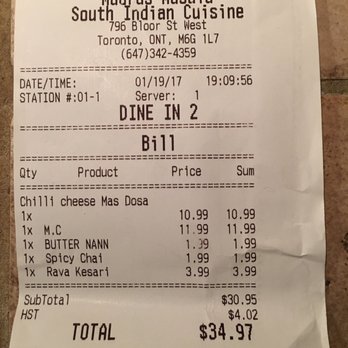 Madras Masala
South Indian Cuisine
796 Bloor St West
Toronto, ONT, M6G 1L7
(647)342-4359
DATE/TIME: 01/19/17 19:09:56
STATION #:01-1 Server: 1
DINE IN 2
Bill
Qty Product Price Sum
Chilli cheese Mas Dosa
1x 10.99 10.99
1x M.C 11.99 11.99
1x BUTTER NANN 1.99 1.99
1x Spicy Chai 1.99 1.99
1x Rava Kesari 3.99 3.99
SubTotal $30.95
HST $4.02
TOTAL $34.97